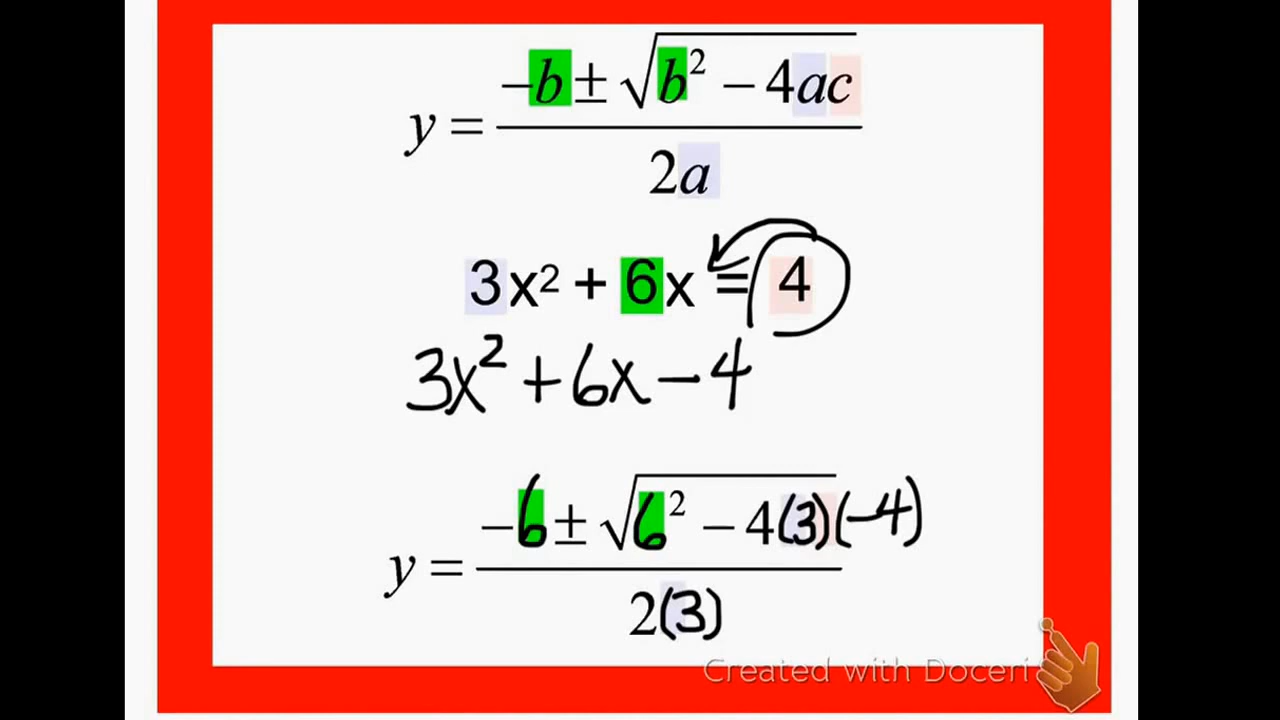 y = (-b ± √(b² - 4ac)) / (2a)
3x² + 6x = 4
3x² + 6x - 4
y = (-6 ± √(6² - 4(3)(-4))) / (2(3))
Created with Doceri